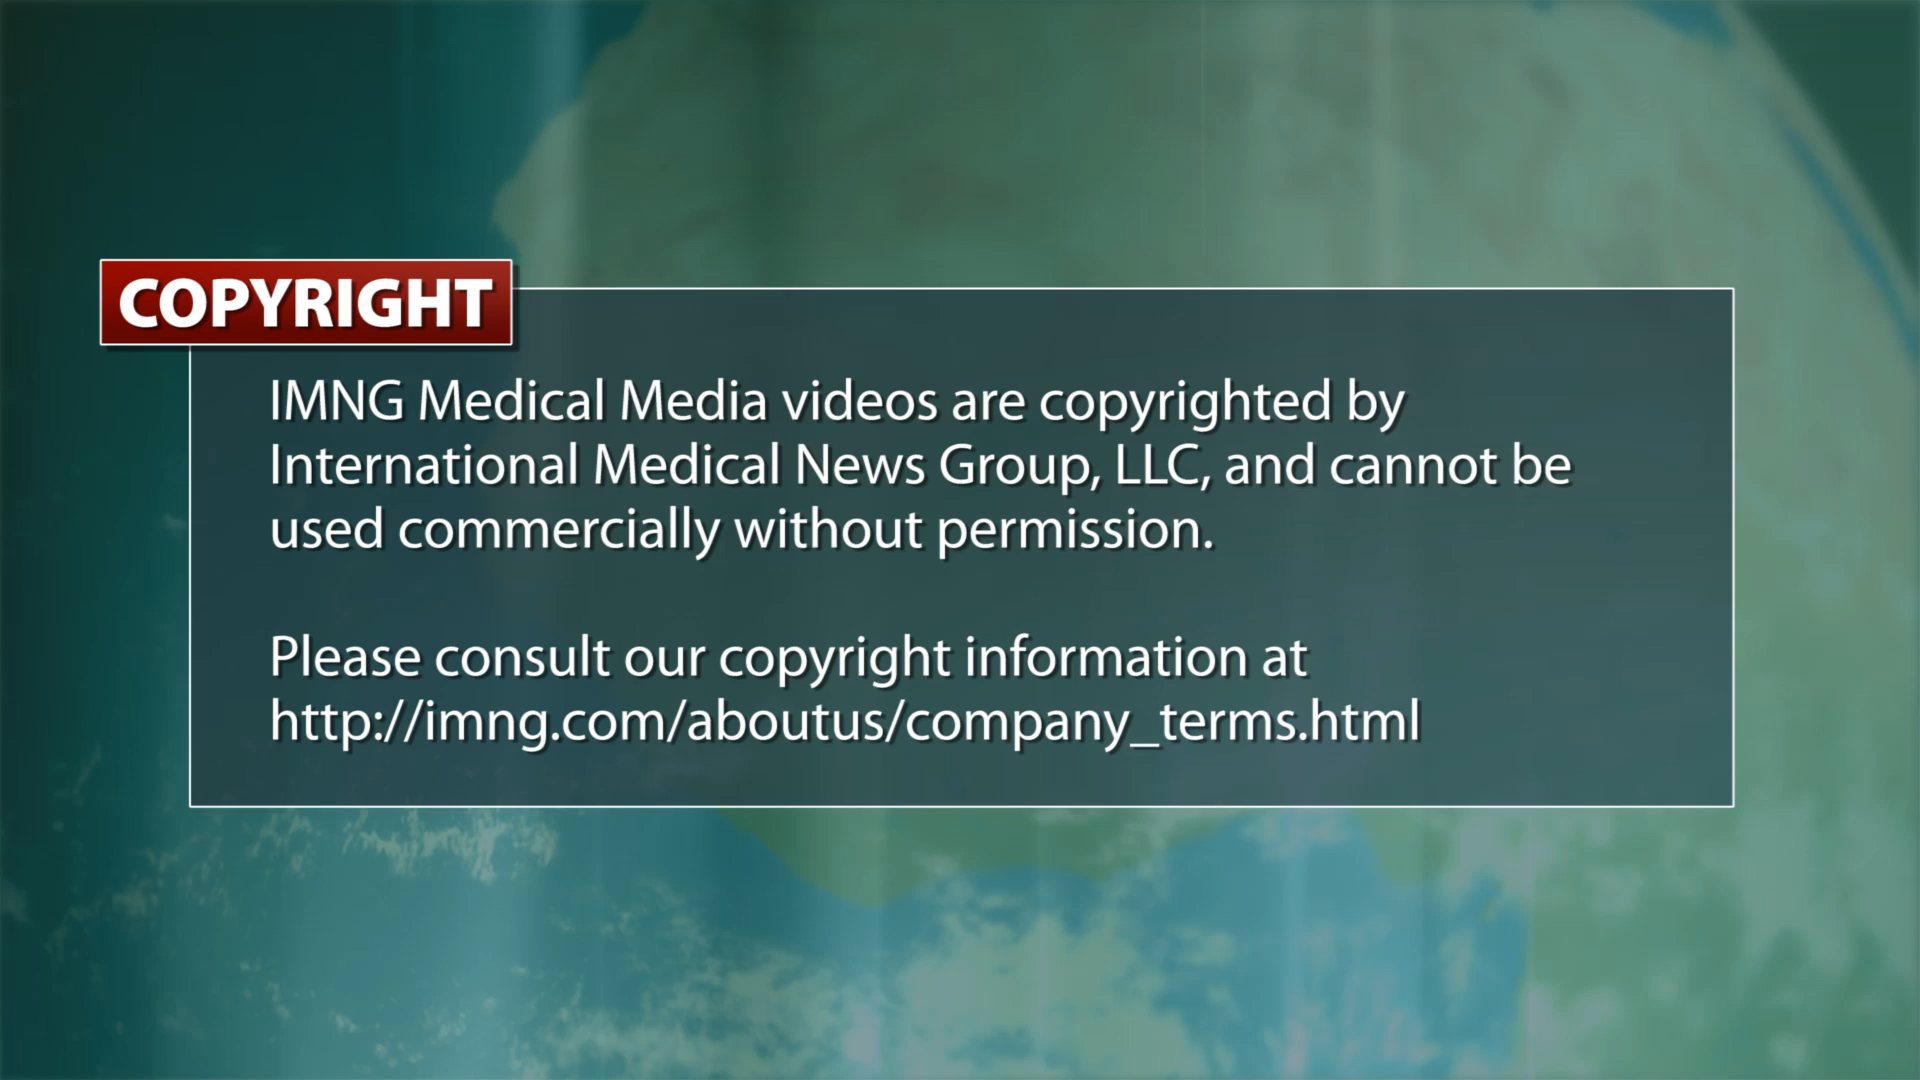 COPYRIGHT
IMNG Medical Media videos are copyrighted by
International Medical News Group, LLC, and cannot be
used commercially without permission.
Please consult our copyright information at
http://imng.com/aboutus/company_terms.html